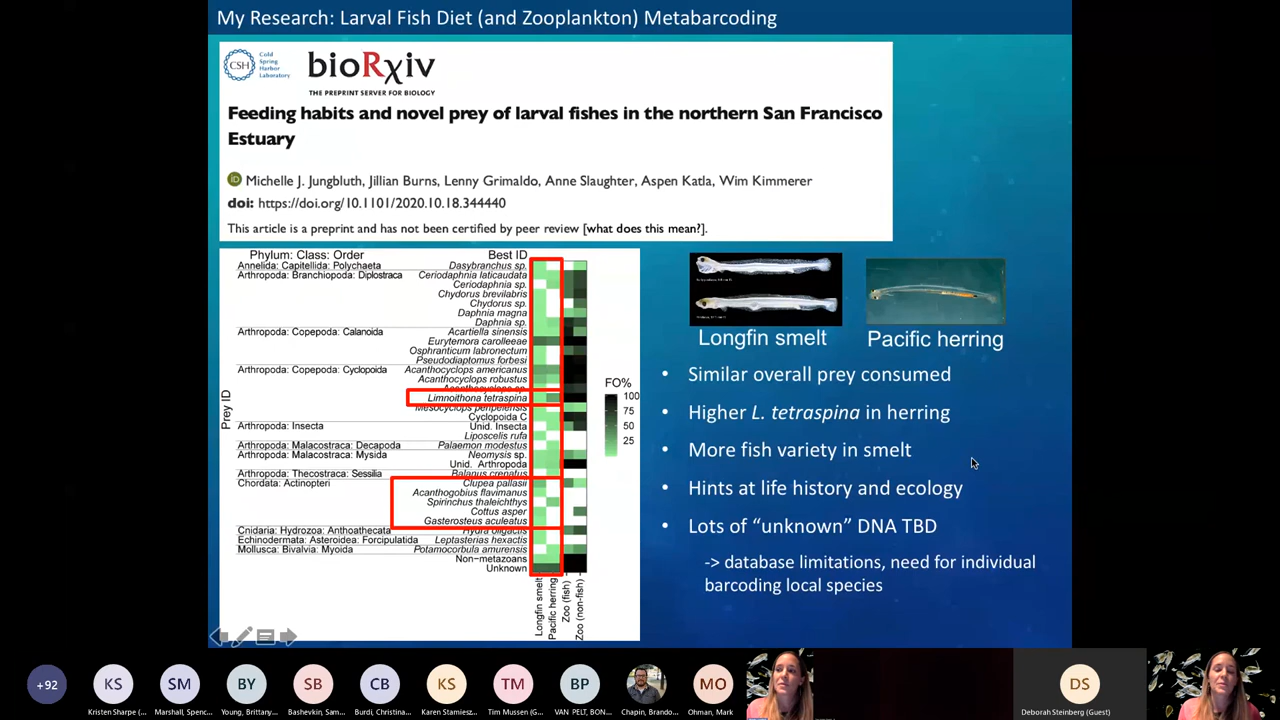 My Research: Larval Fish Diet (and Zooplankton) Metabarcoding
CSH
Cold
Spring
Harbor
Laboratory
bioRxiv
THE PREPRINT SERVER FOR BIOLOGY
Feeding habits and novel prey of larval fishes in the northern San Francisco
Estuary
iD Michelle J. Jungbluth, Jillian Burns, Lenny Grimaldo, Anne Slaughter, Aspen Katla, Wim Kimmerer
doi: https://doi.org/10.1101/2020.10.18.344440
This article is a preprint and has not been certified by peer review [what does this mean?].
Phylum: Class: Order Best ID
Annelida: Capitellida: Polychaeta Dasybranchus sp.
Arthropoda: Branchiopoda: Diplostraca Ceriodaphnia laticaudata
Ceriodaphnia sp.
Chydorus brevilabris
Chydorus sp.
Daphnia magna
Daphnia sp.
Arthropoda: Copepoda: Calanoida Acartiella sinensis
Eurytemora carolleeae
Osphranticum labronectum
Pseudodiaptomus forbesi
Arthropoda: Copepoda: Cyclopoida Acanthocyclops americanus
Acanthocyclops robustus
Acanthocyclops sp.
Limnoithona tetraspina
Mesocyclops pehpeiensis
Cyclopoida C
Arthropoda: Insecta Unid. Insecta
Liposcelis rufa
Arthropoda: Malacostraca: Decapoda Palaemon modestus
Arthropoda: Malacostraca: Mysida Neomysis sp.
Unid. Arthropoda
Arthropoda: Thecostraca: Sessilia Balanus crenatus
Chordata: Actinopteri Clupea pallasii
Acanthogobius flavimanus
Spirinchus thaleichthys
Cottus asper
Gasterosteus aculeatus
Cnidaria: Hydrozoa: Anthoathecata Hydra oligactis
Echinodermata: Asteroidea: Forcipulatida Leptasterias hexactis
Mollusca: Bivalvia: Myoida Potamocorbula amurensis
Non-metazoans
Unknown
Prey ID
Longfin smelt
Pacific herring
Zoo (fish)
Zoo (non-fish)
FO%
100
75
50
25
Longfin smelt
Pacific herring
• Similar overall prey consumed
• Higher L. tetraspina in herring
• More fish variety in smelt
• Hints at life history and ecology
• Lots of “unknown” DNA TBD
-> database limitations, need for individual
barcoding local species
+92 KS SM BY SB CB KS TM BP MO DS
Kristen Sharpe (... Marshall, Spenc... Young, Brittany... Bashevkin, Sam... Burdi, Christina... Karen Stamiesz... Tim Mussen (G... VAN PELT, BON... Chapin, Brando... Ohman, Mark Deborah Steinberg (Guest)